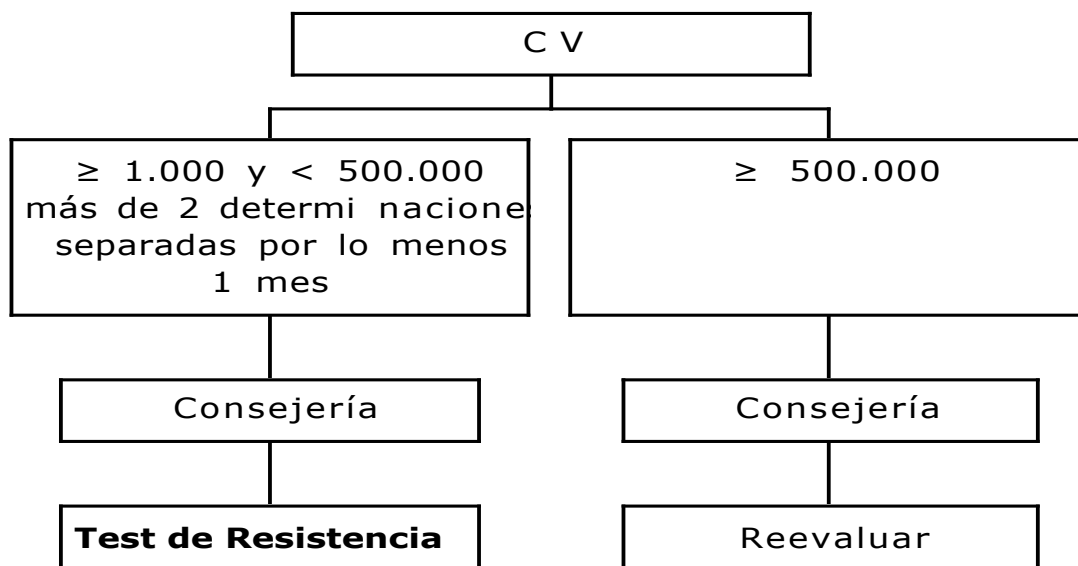 C V
≥ 1.000 y < 500.000
más de 2 determi nacione
separadas por lo menos
1 mes
≥ 500.000
Consejería
Consejería
Test de Resistencia
Reevaluar